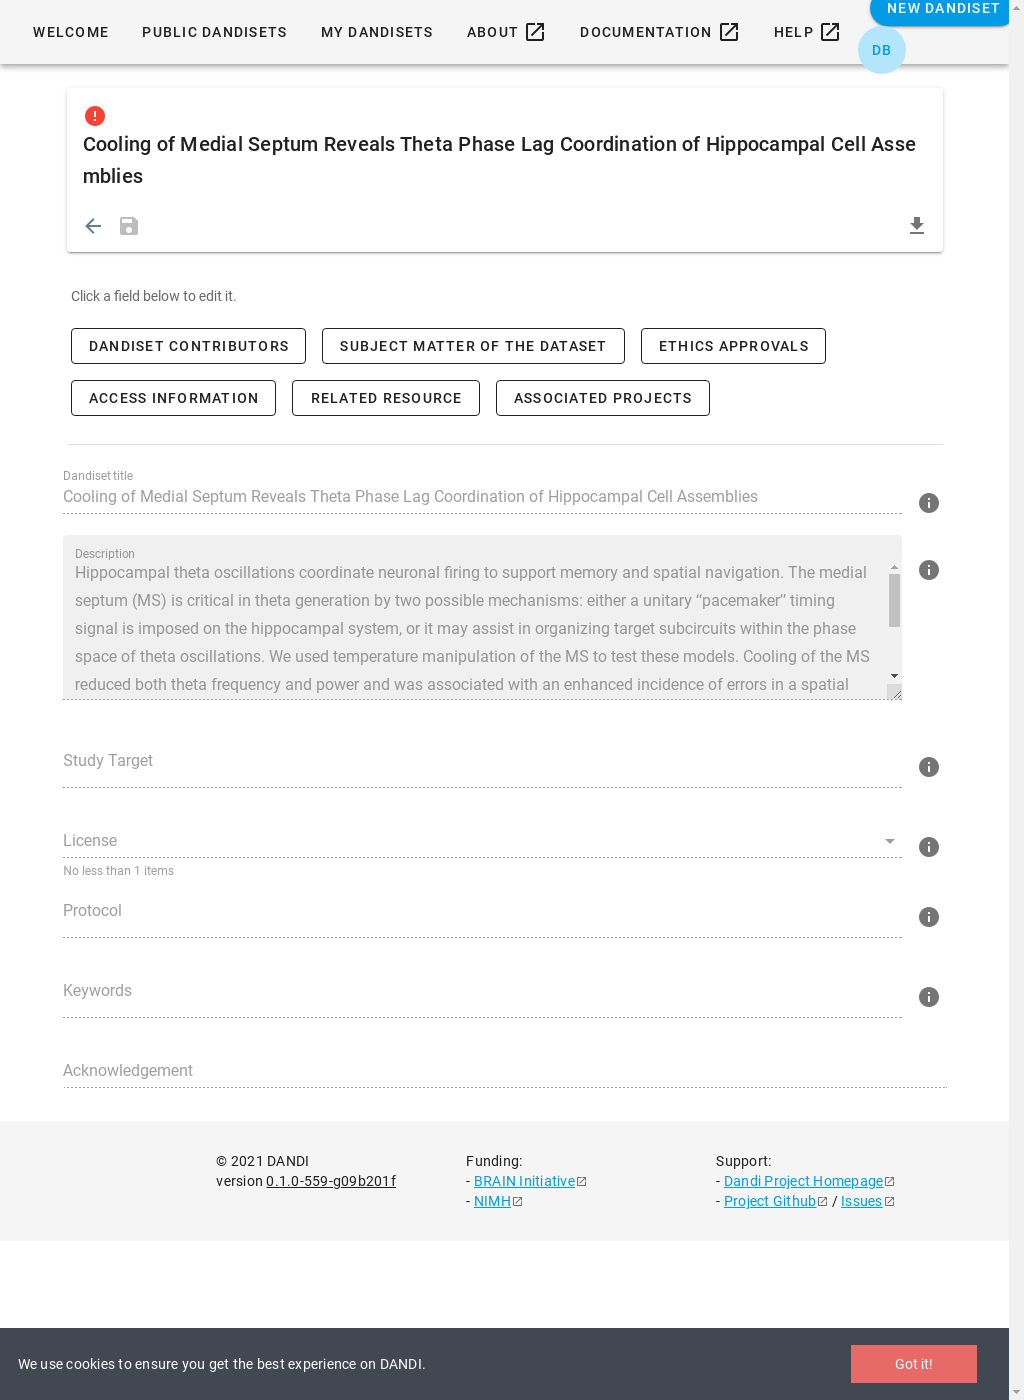 WELCOME PUBLIC DANDISETS MY DANDISETS ABOUT DOCUMENTATION HELP NEW DANDISET
DB
Cooling of Medial Septum Reveals Theta Phase Lag Coordination of Hippocampal Cell Asse
mblies
Click a field below to edit it.
DANDISET CONTRIBUTORS SUBJECT MATTER OF THE DATASET ETHICS APPROVALS
ACCESS INFORMATION RELATED RESOURCE ASSOCIATED PROJECTS
Dandiset title
Cooling of Medial Septum Reveals Theta Phase Lag Coordination of Hippocampal Cell Assemblies
Description
Hippocampal theta oscillations coordinate neuronal firing to support memory and spatial navigation. The medial
septum (MS) is critical in theta generation by two possible mechanisms: either a unitary “pacemaker” timing
signal is imposed on the hippocampal system, or it may assist in organizing target subcircuits within the phase
space of theta oscillations. We used temperature manipulation of the MS to test these models. Cooling of the MS
reduced both theta frequency and power and was associated with an enhanced incidence of errors in a spatial
Study Target
License
No less than 1 items
Protocol
Keywords
Acknowledgement
© 2021 DANDI
version 0.1.0-559-g09b201f
Funding:
- BRAIN Initiative
- NIMH
Support:
- Dandi Project Homepage
- Project Github / Issues
We use cookies to ensure you get the best experience on DANDI.
Got it!